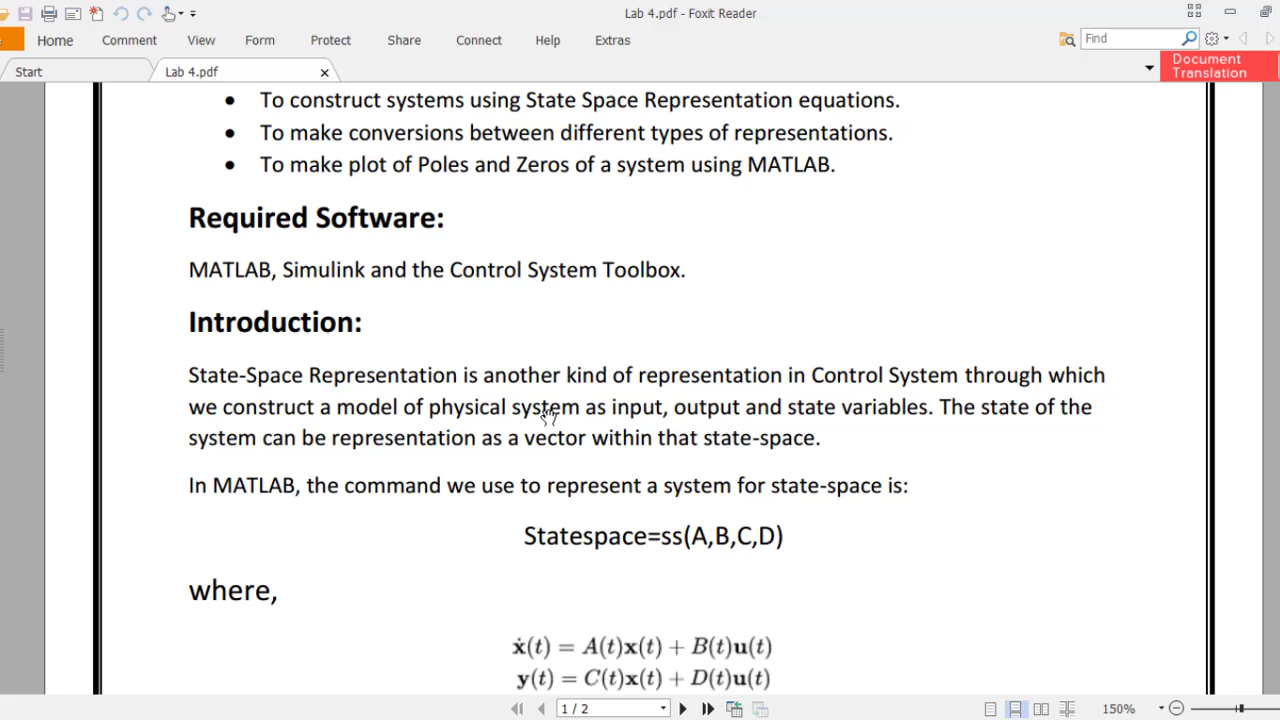 Lab 4.pdf - Foxit Reader
Home Comment View Form Protect Share Connect Help Extras
Find
Start
Lab 4.pdf
Document
Translation
• To construct systems using State Space Representation equations.
• To make conversions between different types of representations.
• To make plot of Poles and Zeros of a system using MATLAB.
Required Software:
MATLAB, Simulink and the Control System Toolbox.
Introduction:
State-Space Representation is another kind of representation in Control System through which
we construct a model of physical system as input, output and state variables. The state of the
system can be representation as a vector within that state-space.
In MATLAB, the command we use to represent a system for state-space is:
Statespace=ss(A,B,C,D)
where,
ẋ(t) = A(t)x(t) + B(t)u(t)
y(t) = C(t)x(t) + D(t)u(t)
1 / 2
150%